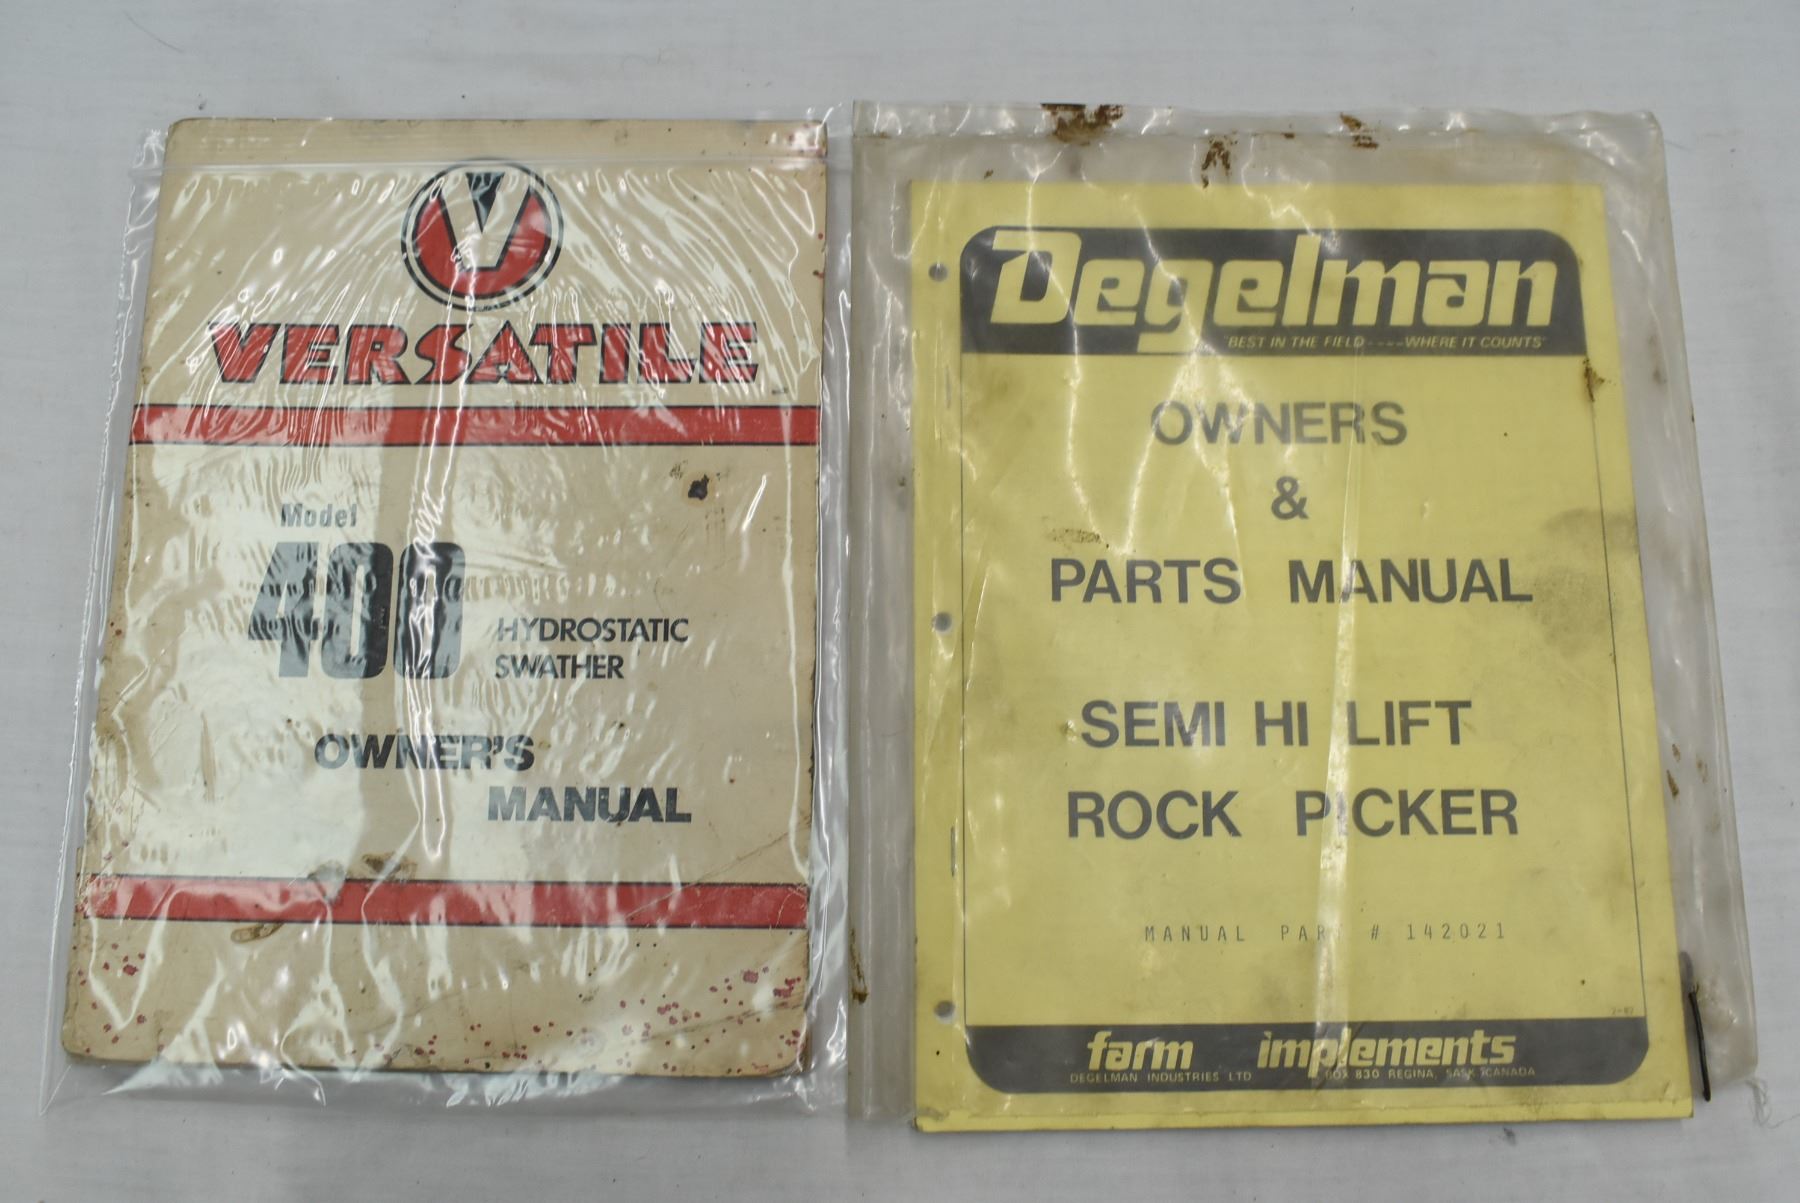 V
VERSATILE
Model
400
HYDROSTATIC
SWATHER
OWNER'S
MANUAL
Degelman
"BEST IN THE FIELD----WHERE IT COUNTS"
OWNERS
&
PARTS MANUAL
SEMI HI LIFT
ROCK PICKER
MANUAL PART # 142021
farm implements
DEGELMAN INDUSTRIES LTD BOX 830 REGINA, SASK. CANADA